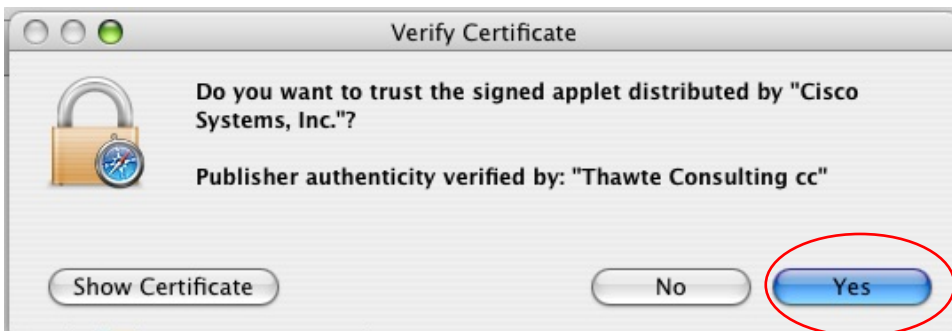 Verify Certificate
Do you want to trust the signed applet distributed by "Cisco
Systems, Inc."?
Publisher authenticity verified by: "Thawte Consulting cc"
Show Certificate
No
Yes